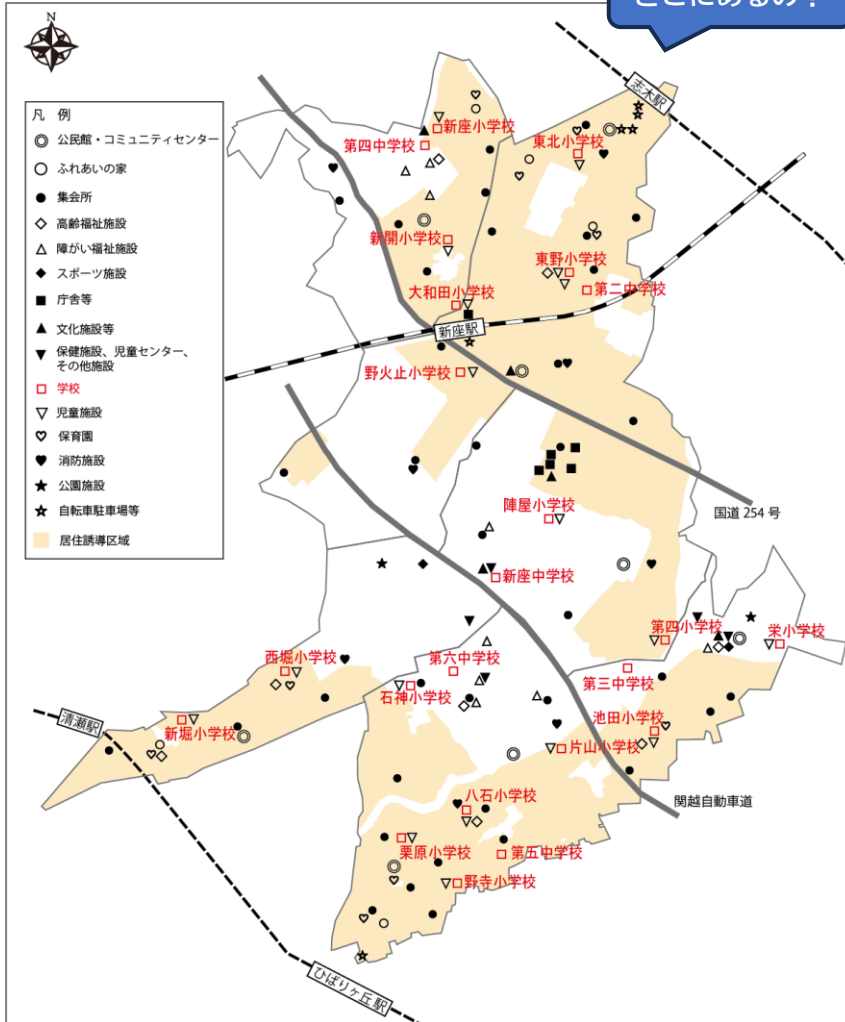 ここにあるの？
N
凡 例
公民館・コミュニティセンター
ふれあいの家
集会所
高齢福祉施設
障がい福祉施設
スポーツ施設
庁舎等
文化施設等
保健施設、児童センター、
その他施設
学校
児童施設
保育園
消防施設
公園施設
自転車駐車場等
居住誘導区域
志木駅
新座小学校
第四中学校
東北小学校
新開小学校
東野小学校
第二中学校
大和田小学校
新座駅
野火止小学校
国道 254 号
陣屋小学校
新座中学校
第四小学校
栄小学校
西堀小学校
第六中学校
第三中学校
石神小学校
清瀬駅
新堀小学校
池田小学校
片山小学校
関越自動車道
八石小学校
栗原小学校
第五中学校
野寺小学校
ひばりヶ丘駅